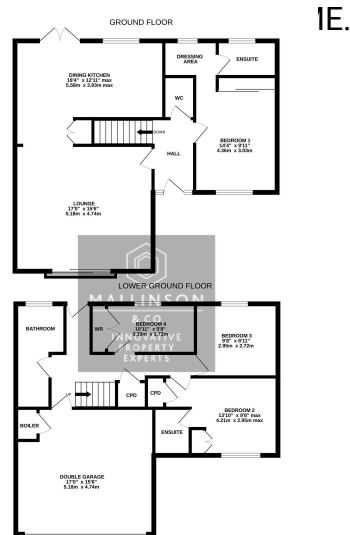 GROUND FLOOR
ME.
DINING KITCHEN
18'4" x 12'11" max
5.58m x 3.93m max
DRESSING
AREA
ENSUITE
WC
DOWN
BEDROOM 1
14'4" x 9'11"
4.36m x 3.03m
HALL
LOUNGE
17'0" x 15'6"
5.18m x 4.74m
LOWER GROUND FLOOR
MALLINSON
& CO
INNOVATIVE
PROPERTY
EXPERTS
BATHROOM
WR
BEDROOM 4
10'11" x 5'8"
3.33m x 1.72m
BEDROOM 3
9'8" x 8'11"
2.95m x 2.72m
UP
CPD
CPD
BEDROOM 2
13'10" x 9'8" max
4.21m x 2.95m max
BOILER
ENSUITE
DOUBLE GARAGE
17'0" x 15'6"
5.18m x 4.74m